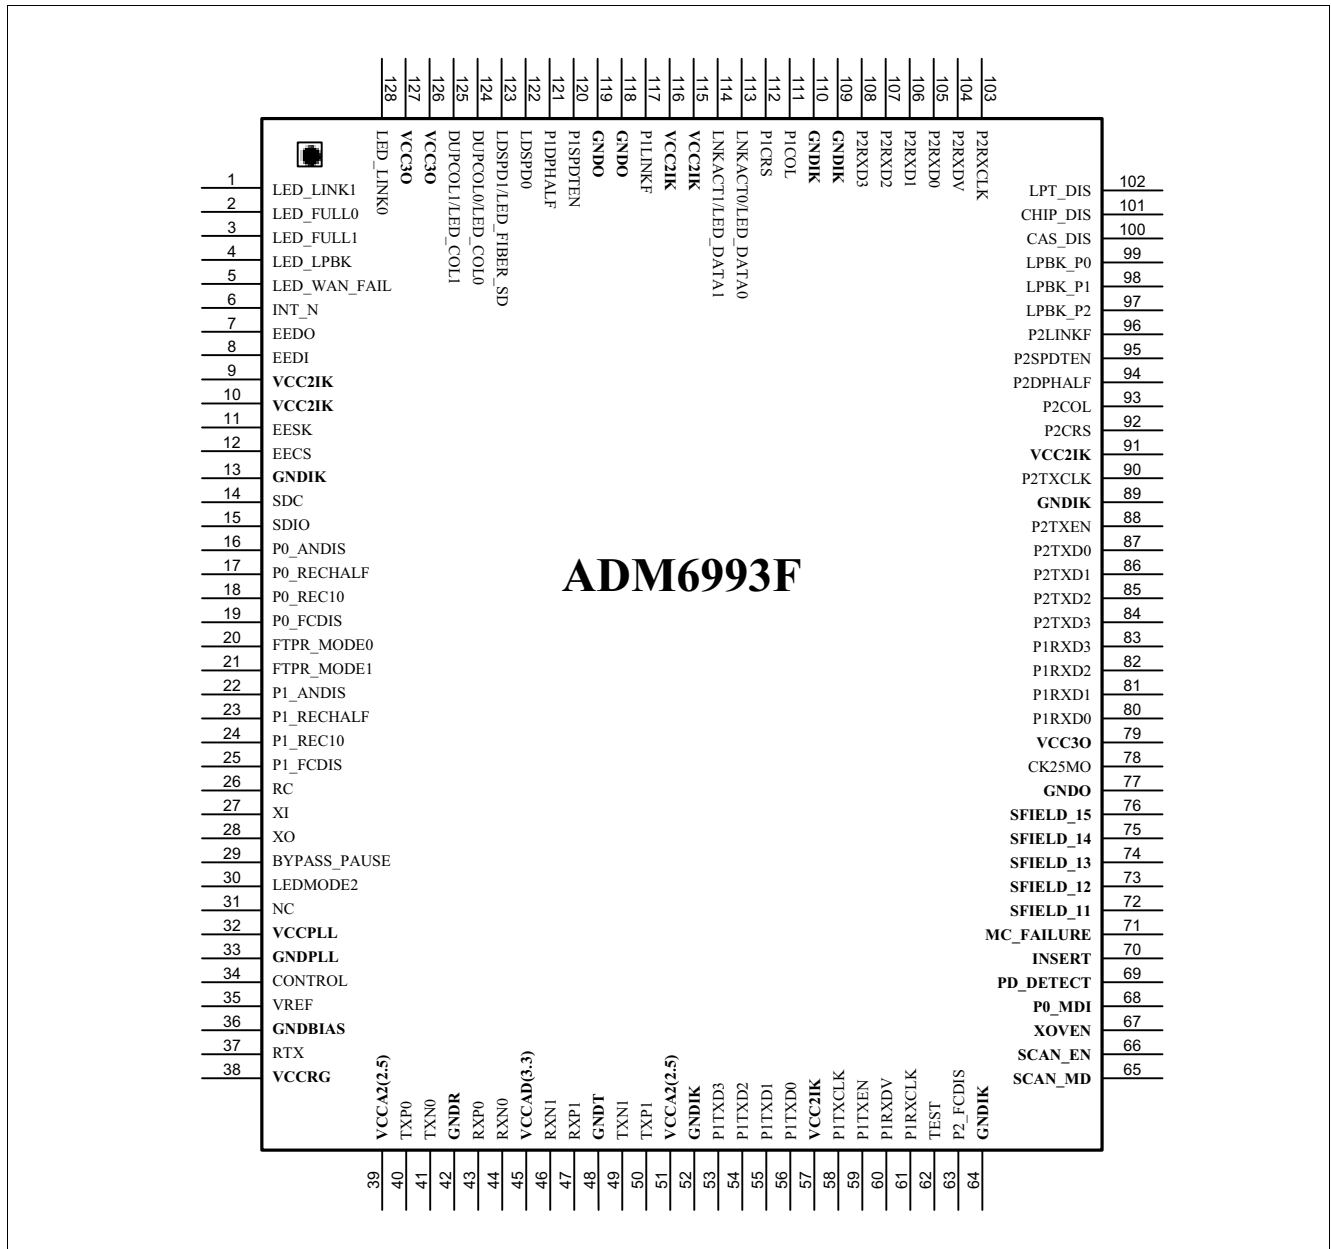 128 127 126 125 124 123 122 121 120 119 118 117 116 115 114 113 112 111 110 109 108 107 106 105 104 103
LED_LINK0
VCC3O
VCC3O
DUPCOL1/LED_COL1
DUPCOL0/LED_COL0
LDSPD1/LED_FIBER_SD
LDSPD0
P1DPHALF
P1SPDTEN
GNDO
GNDO
P1LINKF
VCC2IK
VCC2IK
LNKACT1/LED_DATA1
LNKACT0/LED_DATA0
P1CRS
P1COL
GNDIK
GNDIK
P2RXD3
P2RXD2
P2RXD1
P2RXD0
P2RXDV
P2RXCLK
1 LED_LINK1
2 LED_FULL0
3 LED_FULL1
4 LED_LPBK
5 LED_WAN_FAIL
6 INT_N
7 EEDO
8 EEDI
9 VCC2IK
10 VCC2IK
11 EESK
12 EECS
13 GNDIK
14 SDC
15 SDIO
16 P0_ANDIS
17 P0_RECHALF
18 P0_REC10
19 P0_FCDIS
20 FTPR_MODE0
21 FTPR_MODE1
22 P1_ANDIS
23 P1_RECHALF
24 P1_REC10
25 P1_FCDIS
26 RC
27 XI
28 XO
29 BYPASS_PAUSE
30 LEDMODE2
31 NC
32 VCCPLL
33 GNDPLL
34 CONTROL
35 VREF
36 GNDBIAS
37 RTX
38 VCCRG
ADM6993F
LPT_DIS 102
CHIP_DIS 101
CAS_DIS 100
LPBK_P0 99
LPBK_P1 98
LPBK_P2 97
P2LINKF 96
P2SPDTEN 95
P2DPHALF 94
P2COL 93
P2CRS 92
VCC2IK 91
P2TXCLK 90
GNDIK 89
P2TXEN 88
P2TXD0 87
P2TXD1 86
P2TXD2 85
P2TXD3 84
P1RXD3 83
P1RXD2 82
P1RXD1 81
P1RXD0 80
VCC3O 79
CK25MO 78
GNDO 77
SFIELD_15 76
SFIELD_14 75
SFIELD_13 74
SFIELD_12 73
SFIELD_11 72
MC_FAILURE 71
INSERT 70
PD_DETECT 69
P0_MDI 68
XOVEN 67
SCAN_EN 66
SCAN_MD 65
VCCA2(2.5)
TXP0
TXN0
GNDR
RXP0
RXN0
VCCAD(3.3)
RXN1
RXP1
GNDT
TXN1
TXP1
VCCA2(2.5)
GNDIK
P1TXD3
P1TXD2
P1TXD1
P1TXD0
VCC2IK
P1TXCLK
P1TXEN
P1RXDV
P1RXCLK
TEST
P2_FCDIS
GNDIK
39 40 41 42 43 44 45 46 47 48 49 50 51 52 53 54 55 56 57 58 59 60 61 62 63 64